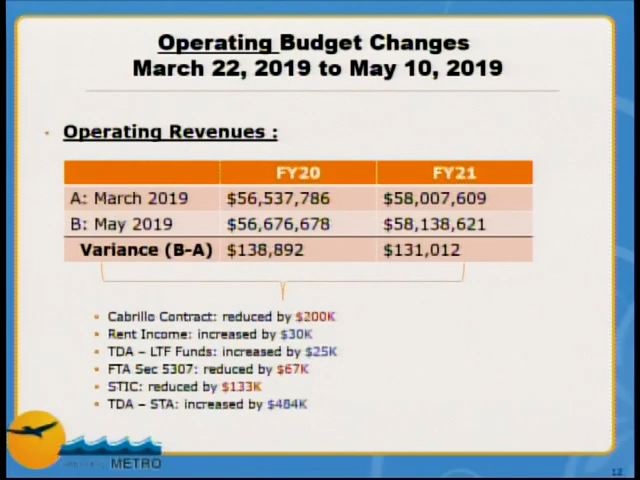 Operating Budget Changes
March 22, 2019 to May 10, 2019
Operating Revenues :
FY20 FY21
A: March 2019 $56,537,786 $58,007,609
B: May 2019 $56,676,678 $58,138,621
Variance (B-A) $138,892 $131,012
Cabrillo Contract: reduced by $200K
Rent Income: increased by $30K
TDA – LTF Funds: increased by $25K
FTA Sec 5307: reduced by $67K
STIC: reduced by $133K
TDA – STA: increased by $484K
METRO
12